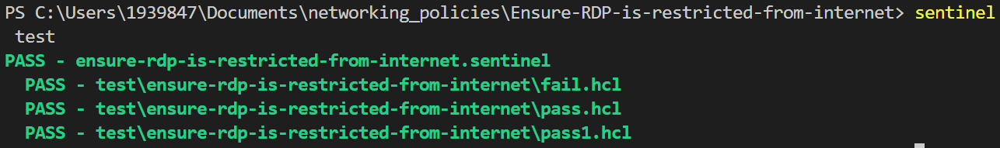 PS C:\Users\1939847\Documents\networking_policies\Ensure-RDP-is-restricted-from-internet> sentinel
 test
PASS - ensure-rdp-is-restricted-from-internet.sentinel
  PASS - test\ensure-rdp-is-restricted-from-internet\fail.hcl
  PASS - test\ensure-rdp-is-restricted-from-internet\pass.hcl
  PASS - test\ensure-rdp-is-restricted-from-internet\pass1.hcl